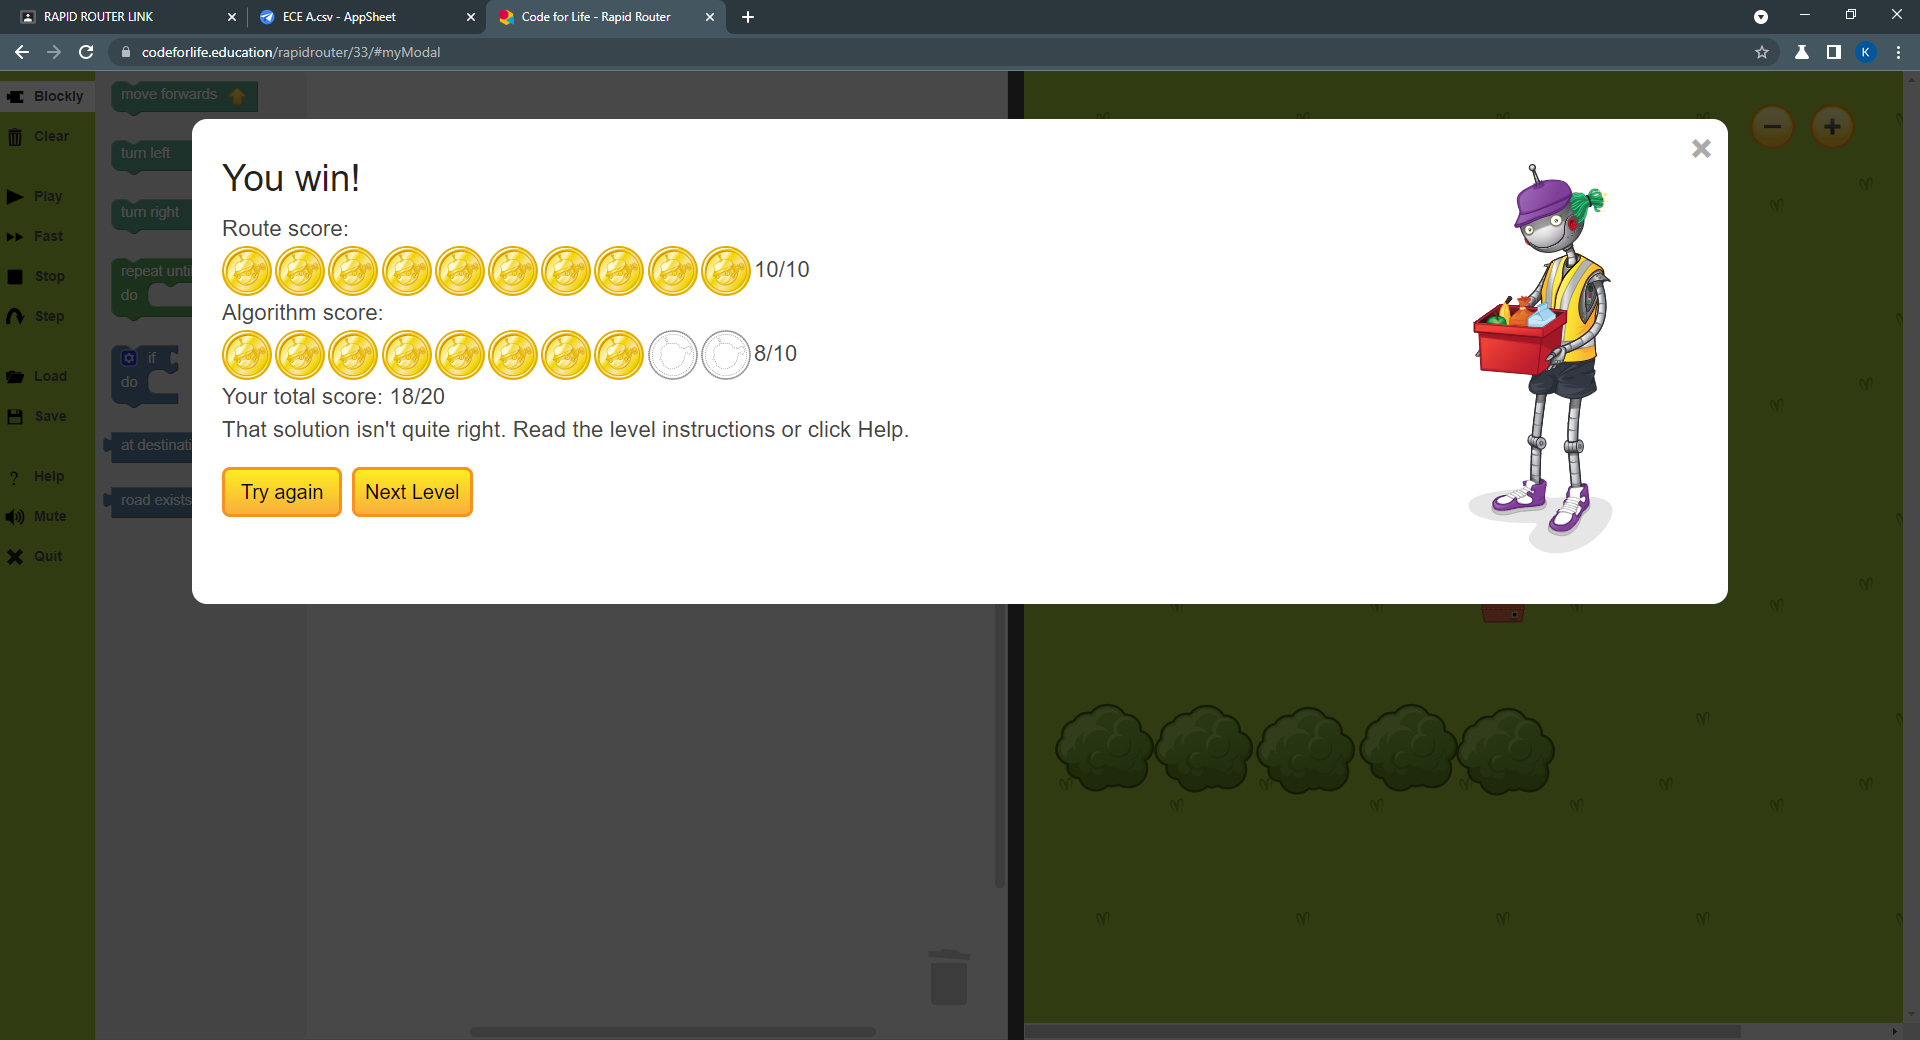 RAPID ROUTER LINK
ECE A.csv - AppSheet
Code for Life - Rapid Router
codeforlife.education/rapidrouter/33/#myModal
K
Blockly
Clear
Play
Fast
Stop
Step
Load
Save
Help
Mute
Quit
move forwards
turn left
turn right
repeat until
do
if
do
at destinati
road exists
You win!
Route score:
10/10
Algorithm score:
8/10
Your total score: 18/20
That solution isn't quite right. Read the level instructions or click Help.
Try again
Next Level